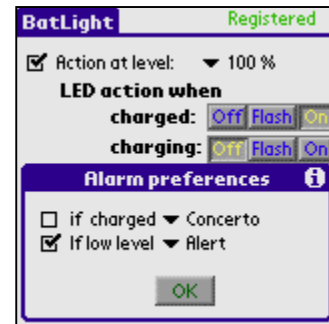 BatLight Registered
Action at level: 100 %
LED action when
charged: Off Flash On
charging: Off Flash On
Alarm preferences i
if charged Concerto
If low level Alert
OK